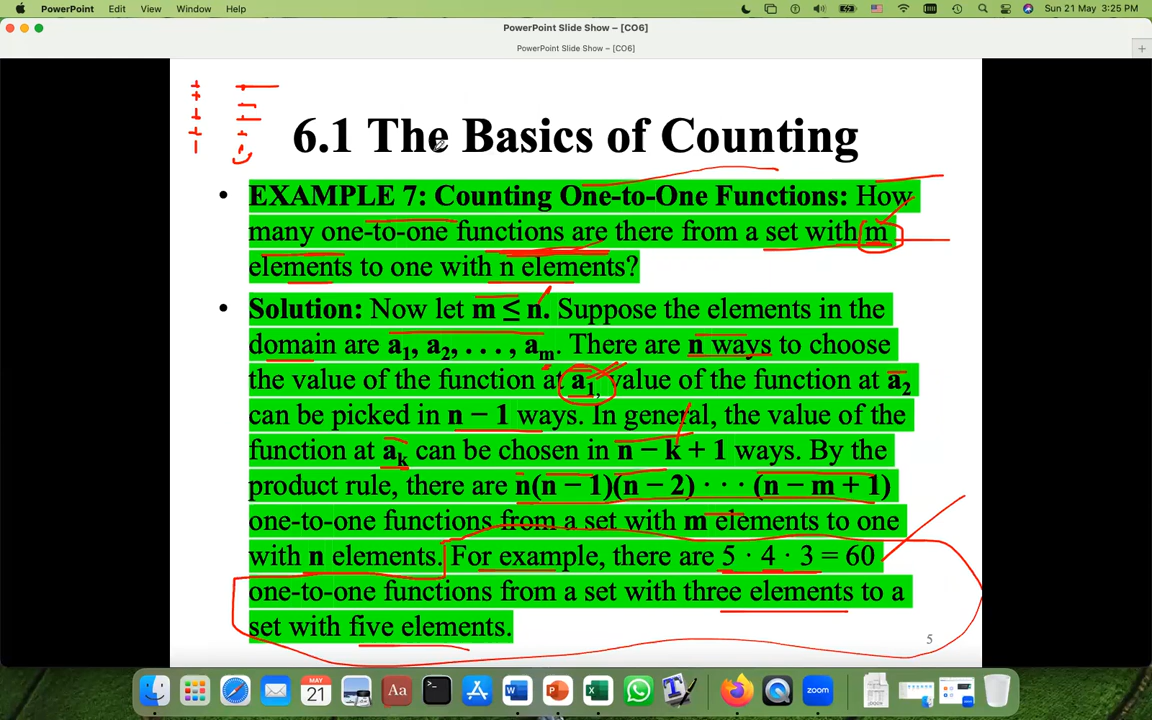 PowerPoint Edit View Window Help Sun 21 May 3:25 PM
PowerPoint Slide Show – [CO6]
PowerPoint Slide Show – [CO6]
6.1 The Basics of Counting
• EXAMPLE 7: Counting One-to-One Functions: How
many one-to-one functions are there from a set with m
elements to one with n elements?
• Solution: Now let m ≤ n. Suppose the elements in the
domain are a₁, a₂, . . . , aₘ. There are n ways to choose
the value of the function at a₁, value of the function at a₂
can be picked in n − 1 ways. In general, the value of the
function at aₖ can be chosen in n − k + 1 ways. By the
product rule, there are n(n − 1)(n − 2) · · · (n − m + 1)
one-to-one functions from a set with m elements to one
with n elements. For example, there are 5 · 4 · 3 = 60
one-to-one functions from a set with three elements to a
set with five elements.
5
MAY
21
Aa
W
P
X
T
zoom